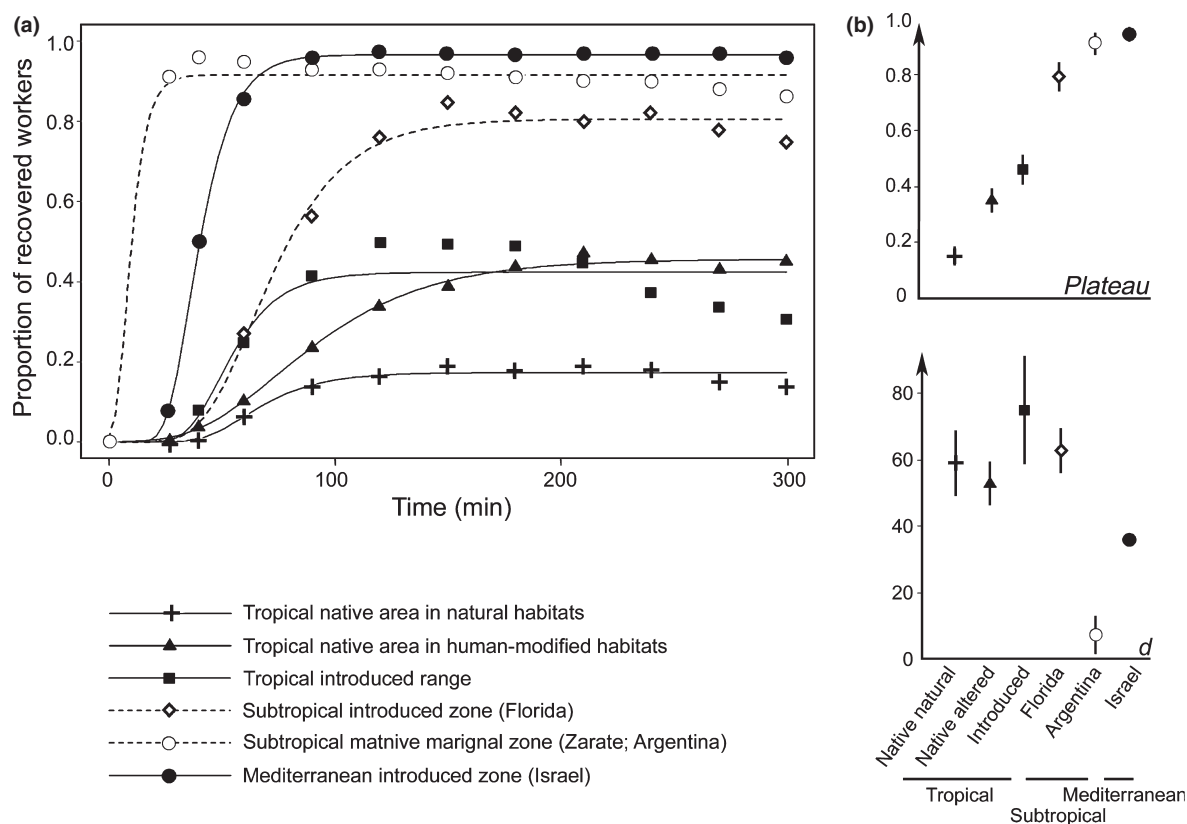 (a)
1.0
0.8
0.6
0.4
0.2
0.0
Proportion of recovered workers
0
100
200
300
Time (min)
Tropical native area in natural habitats
Tropical native area in human-modified habitats
Tropical introduced range
Subtropical introduced zone (Florida)
Subtropical matnive marignal zone (Zarate; Argentina)
Mediterranean introduced zone (Israel)
(b)
1.0
0.8
0.6
0.4
0.2
0
Plateau
80
60
40
20
0
d
Native natural
Native altered
Introduced
Florida
Argentina
Israel
Tropical
Subtropical
Mediterranean